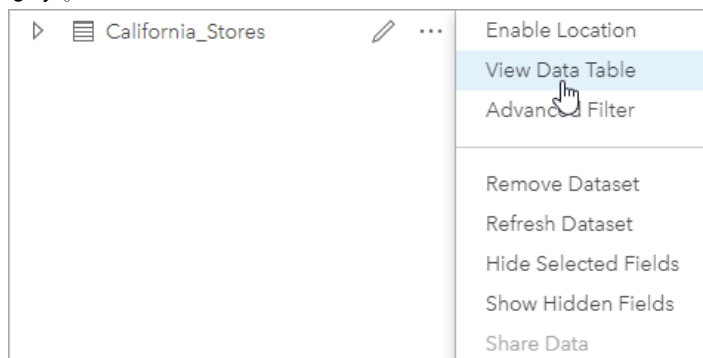 California_Stores
Enable Location
View Data Table
Advanced Filter
Remove Dataset
Refresh Dataset
Hide Selected Fields
Show Hidden Fields
Share Data